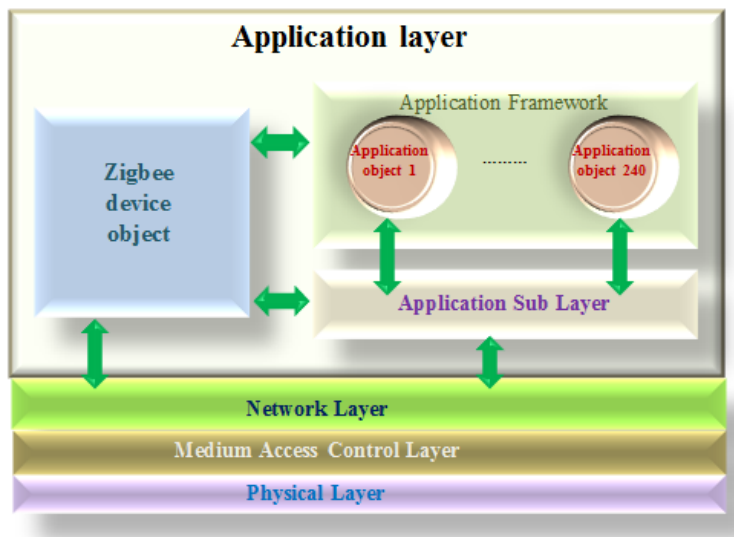 Application layer
Application Framework
Zigbee
device
object
Application
object 1
.........
Application
object 240
Application Sub Layer
Network Layer
Medium Access Control Layer
Physical Layer